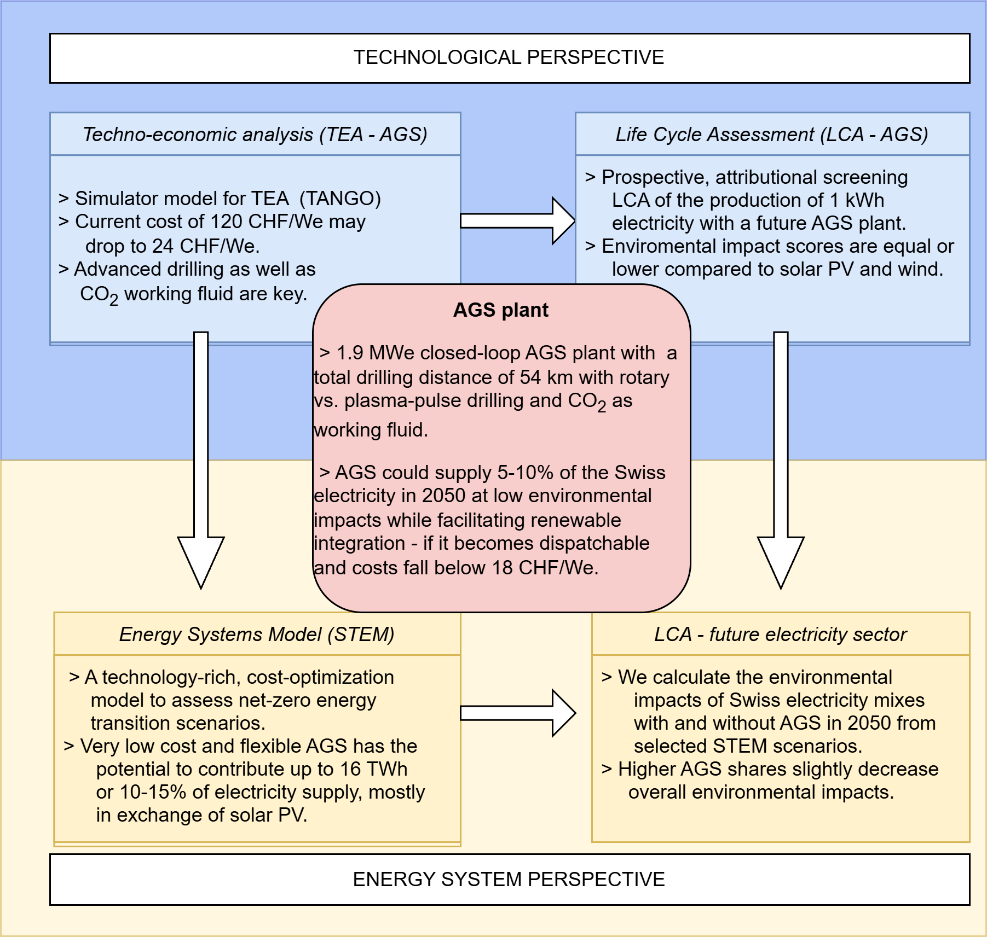 TECHNOLOGICAL PERSPECTIVE
Techno-economic analysis (TEA - AGS)
> Simulator model for TEA (TANGO)
> Current cost of 120 CHF/We may
drop to 24 CHF/We.
> Advanced drilling as well as
CO2 working fluid are key.
Life Cycle Assessment (LCA - AGS)
> Prospective, attributional screening
LCA of the production of 1 kWh
electricity with a future AGS plant.
> Enviromental impact scores are equal or
lower compared to solar PV and wind.
AGS plant
> 1.9 MWe closed-loop AGS plant with a
total drilling distance of 54 km with rotary
vs. plasma-pulse drilling and CO2 as
working fluid.
> AGS could supply 5-10% of the Swiss
electricity in 2050 at low environmental
impacts while facilitating renewable
integration - if it becomes dispatchable
and costs fall below 18 CHF/We.
Energy Systems Model (STEM)
> A technology-rich, cost-optimization
model to assess net-zero energy
transition scenarios.
> Very low cost and flexible AGS has the
potential to contribute up to 16 TWh
or 10-15% of electricity supply, mostly
in exchange of solar PV.
LCA - future electricity sector
> We calculate the environmental
impacts of Swiss electricity mixes
with and without AGS in 2050 from
selected STEM scenarios.
> Higher AGS shares slightly decrease
overall environmental impacts.
ENERGY SYSTEM PERSPECTIVE